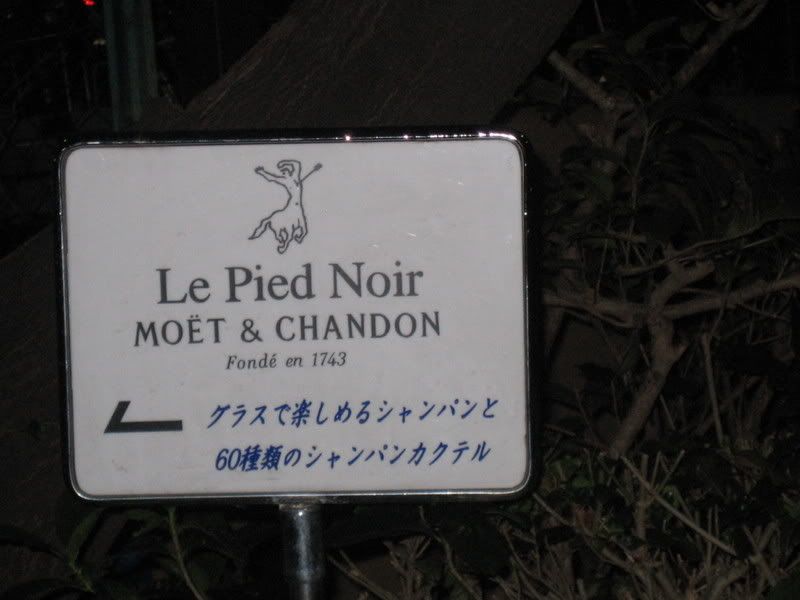 Le Pied Noir
MOËT & CHANDON
Fondé en 1743
グラスで楽しめるシャンパンと
60種類のシャンパンカクテル